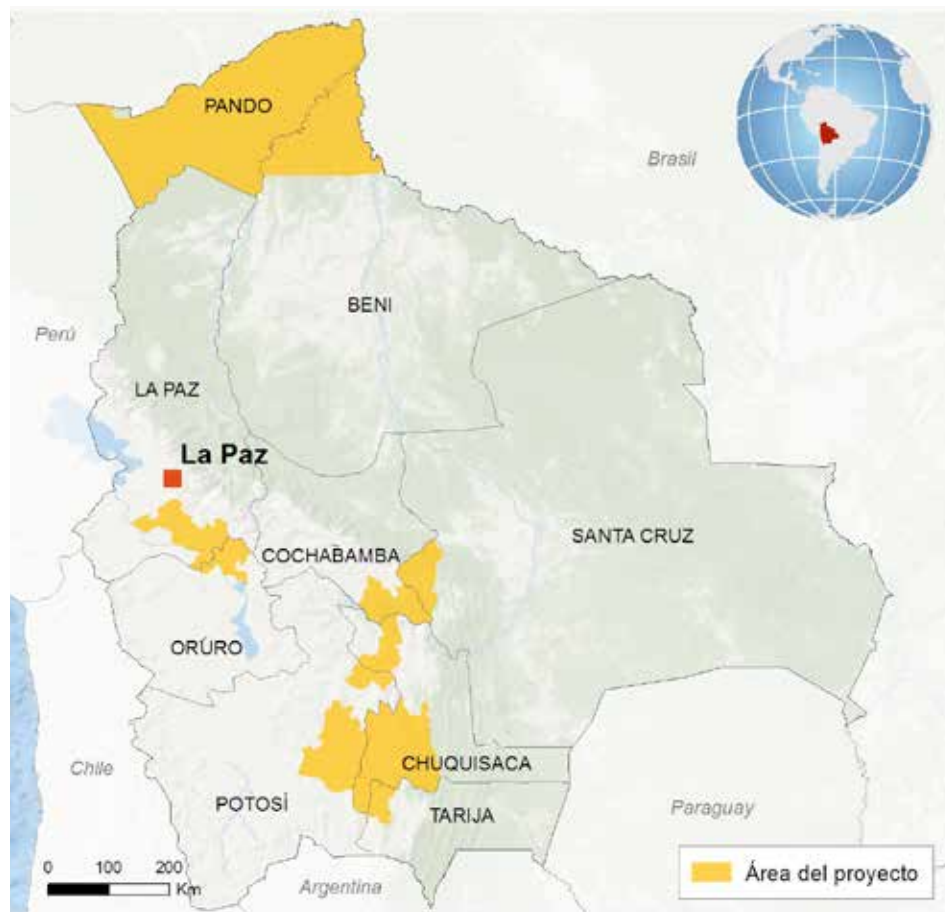 PANDO
Brasil
BENI
Perú
LA PAZ
La Paz
SANTA CRUZ
COCHABAMBA
ORURO
CHUQUISACA
Chile
POTOSÍ
TARIJA
Paraguay
0 100 200
Km
Argentina
Área del proyecto